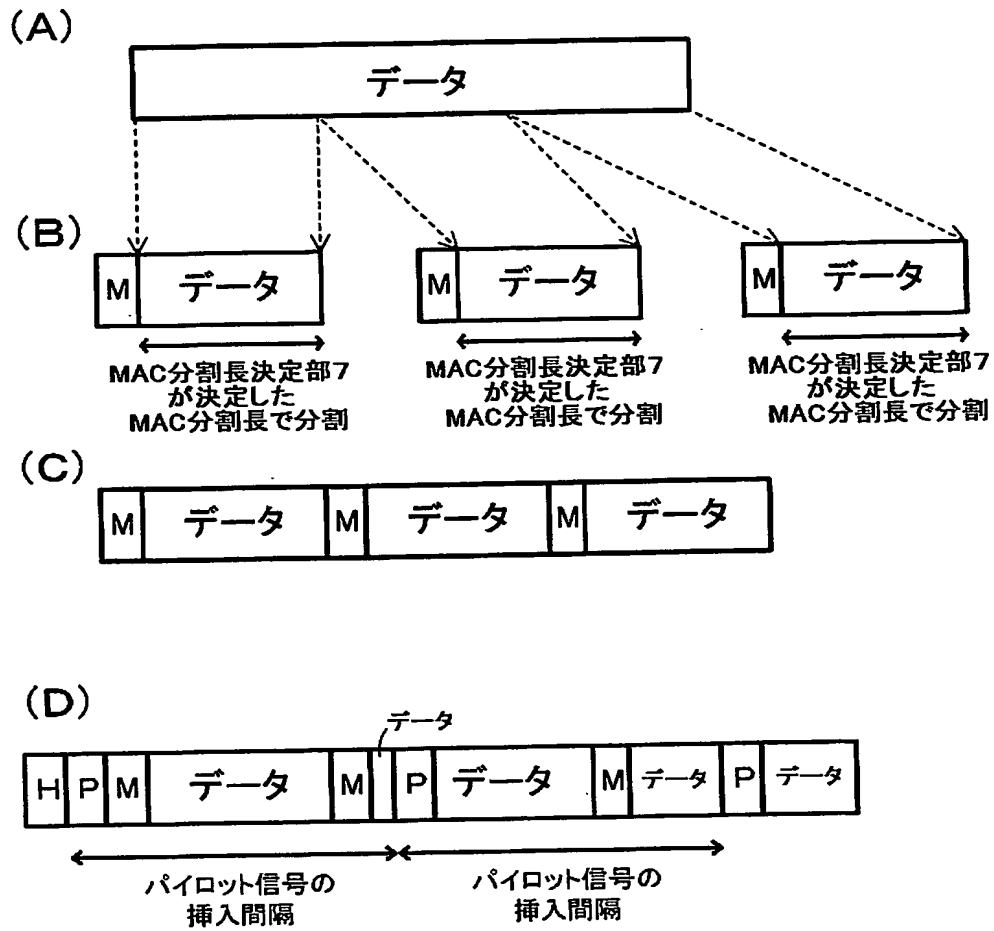 (A)
データ
(B)
M データ M データ M データ
MAC分割長決定部7
が決定した
MAC分割長で分割
MAC分割長決定部7
が決定した
MAC分割長で分割
MAC分割長決定部7
が決定した
MAC分割長で分割
(C)
M データ M データ M データ
(D)
データ
H P M データ M P データ M データ P データ
パイロット信号の
挿入間隔
パイロット信号の
挿入間隔